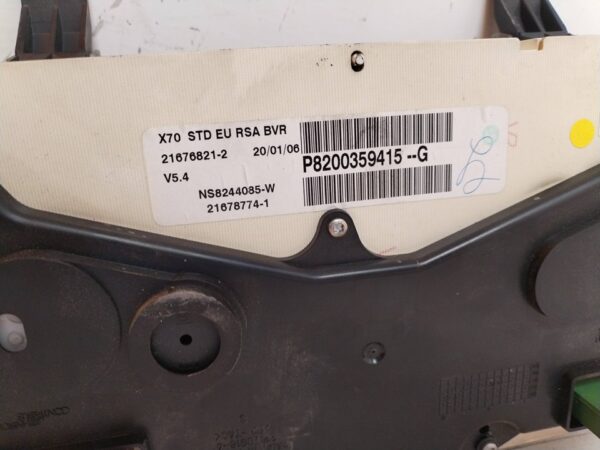 X70 STD EU RSA BVR
21676821-2 20/01/06
V5.4
P8200359415 --G
NS8244085-W
21678774-1